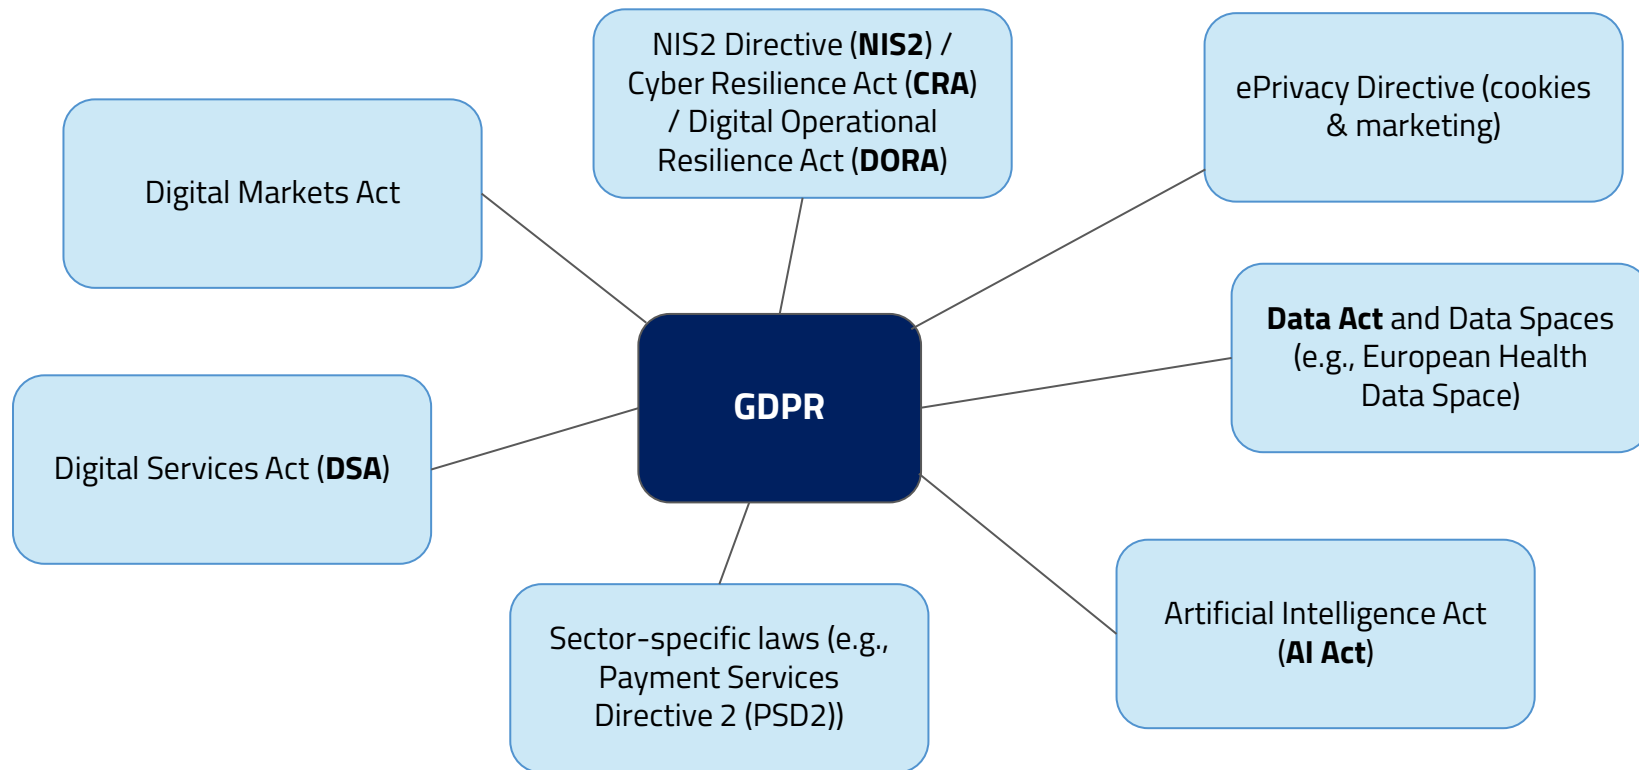 NIS2 Directive (NIS2) /
Cyber Resilience Act (CRA)
/ Digital Operational
Resilience Act (DORA)
ePrivacy Directive (cookies
& marketing)
Digital Markets Act
Data Act and Data Spaces
(e.g., European Health
Data Space)
GDPR
Digital Services Act (DSA)
Artificial Intelligence Act
(AI Act)
Sector-specific laws (e.g.,
Payment Services
Directive 2 (PSD2))